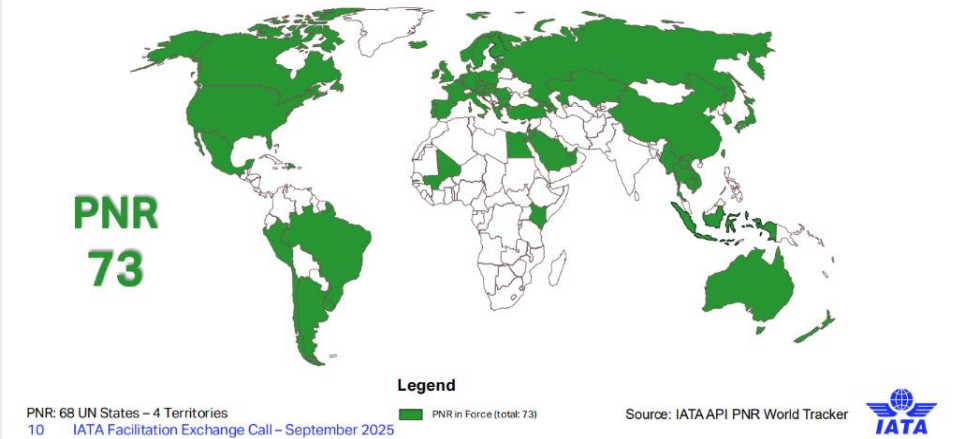 PNR
73
Legend
PNR in Force (total: 73)
PNR: 68 UN States – 4 Territories
Source: IATA API PNR World Tracker
10 IATA Facilitation Exchange Call – September 2025
IATA